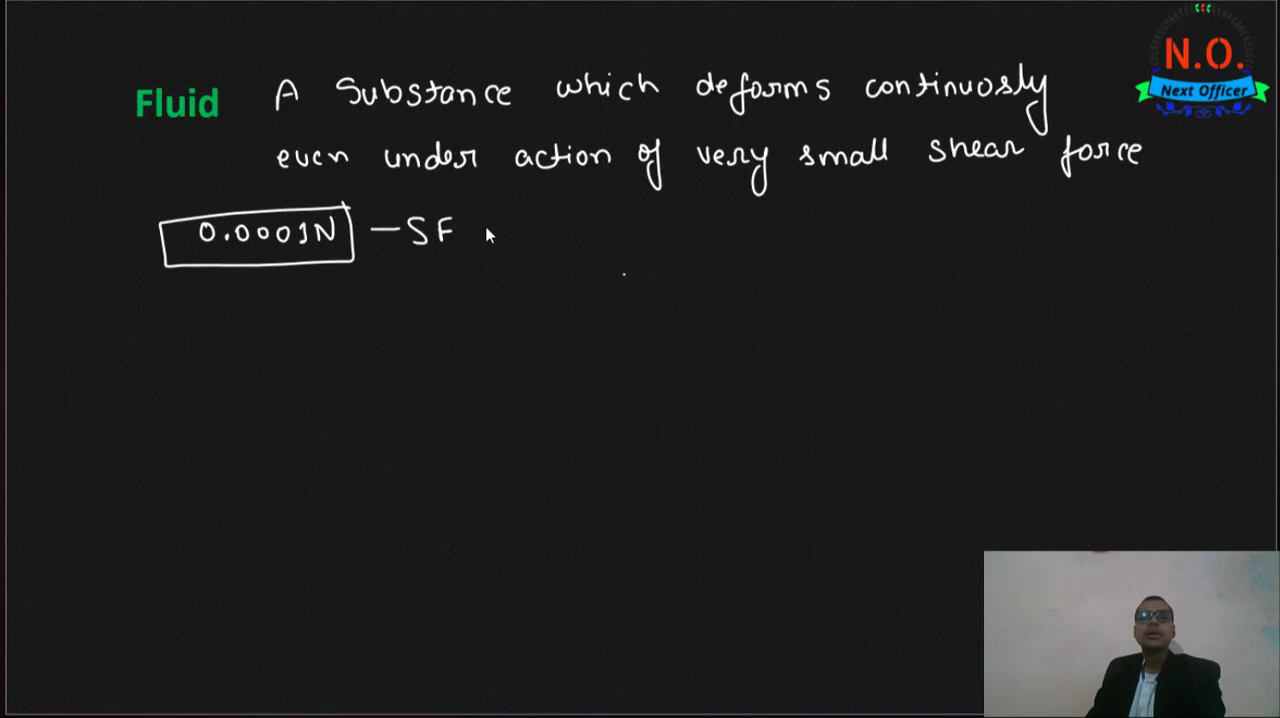 N.O.
Next Officer
Fluid A Substance which deforms continuosly
even under action of very small shear force
0.0001N - SF